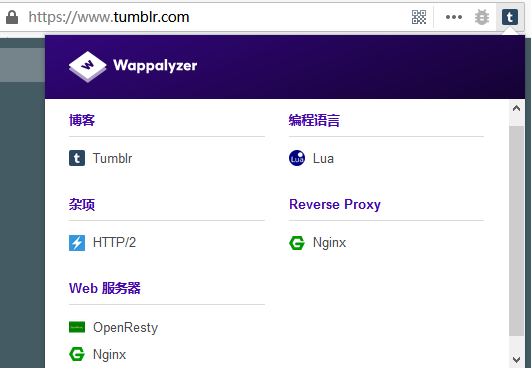 https://www.tumblr.com
Wappalyzer
博客
Tumblr
编程语言
Lua
杂项
HTTP/2
Reverse Proxy
Nginx
Web 服务器
OpenResty
Nginx